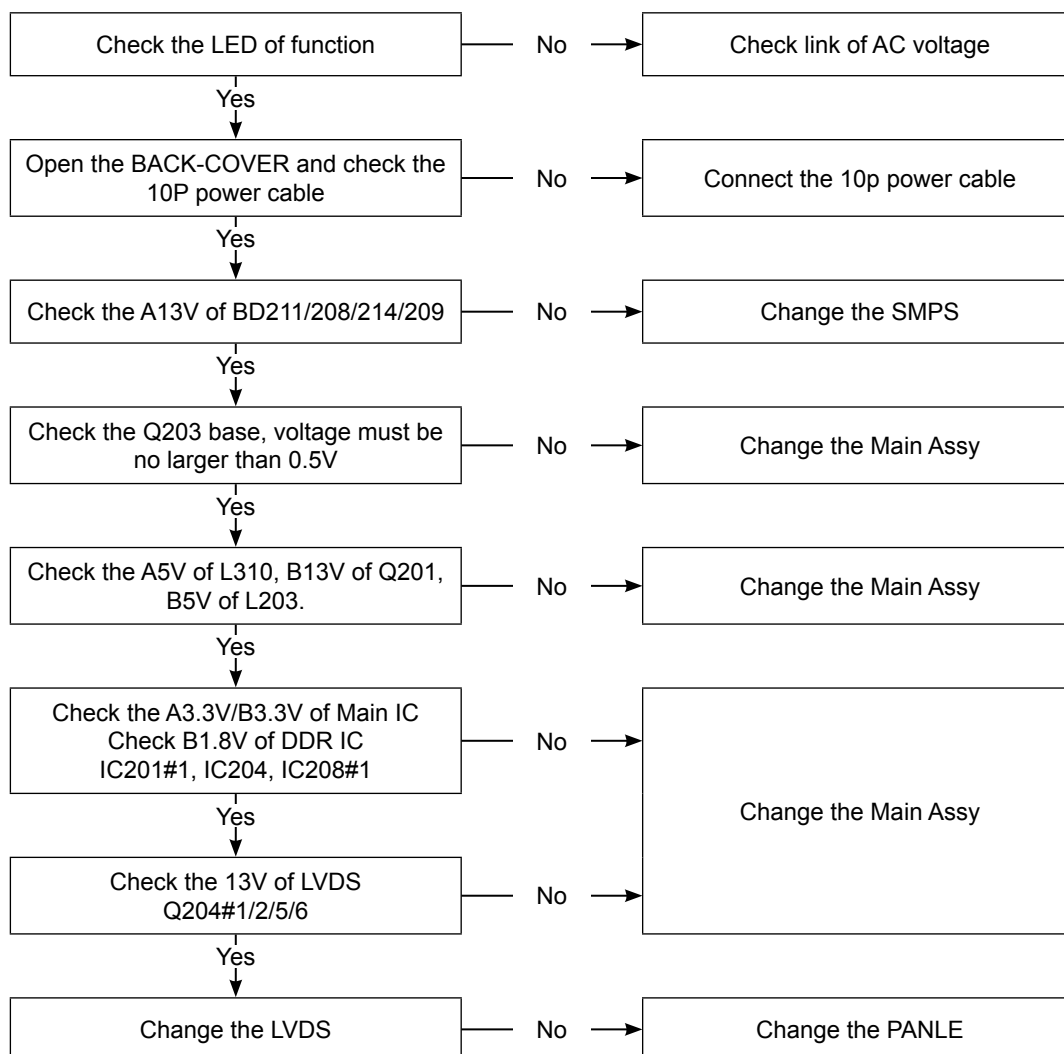 Check the LED of function
No
Check link of AC voltage
Yes
Open the BACK-COVER and check the
10P power cable
No
Connect the 10p power cable
Yes
Check the A13V of BD211/208/214/209
No
Change the SMPS
Yes
Check the Q203 base, voltage must be
no larger than 0.5V
No
Change the Main Assy
Yes
Check the A5V of L310, B13V of Q201,
B5V of L203.
No
Change the Main Assy
Yes
Check the A3.3V/B3.3V of Main IC
Check B1.8V of DDR IC
IC201#1, IC204, IC208#1
No
Change the Main Assy
Yes
Check the 13V of LVDS
Q204#1/2/5/6
No
Yes
Change the LVDS
No
Change the PANLE